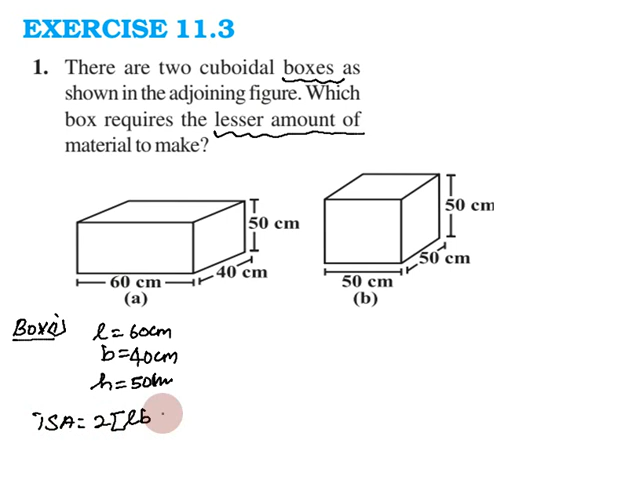 EXERCISE 11.3
1. There are two cuboidal boxes as
shown in the adjoining figure. Which
box requires the lesser amount of
material to make?
50 cm
40 cm
60 cm
(a)
50 cm
50 cm
50 cm
(b)
l = 60cm
b = 40cm
TSA = 2[lb